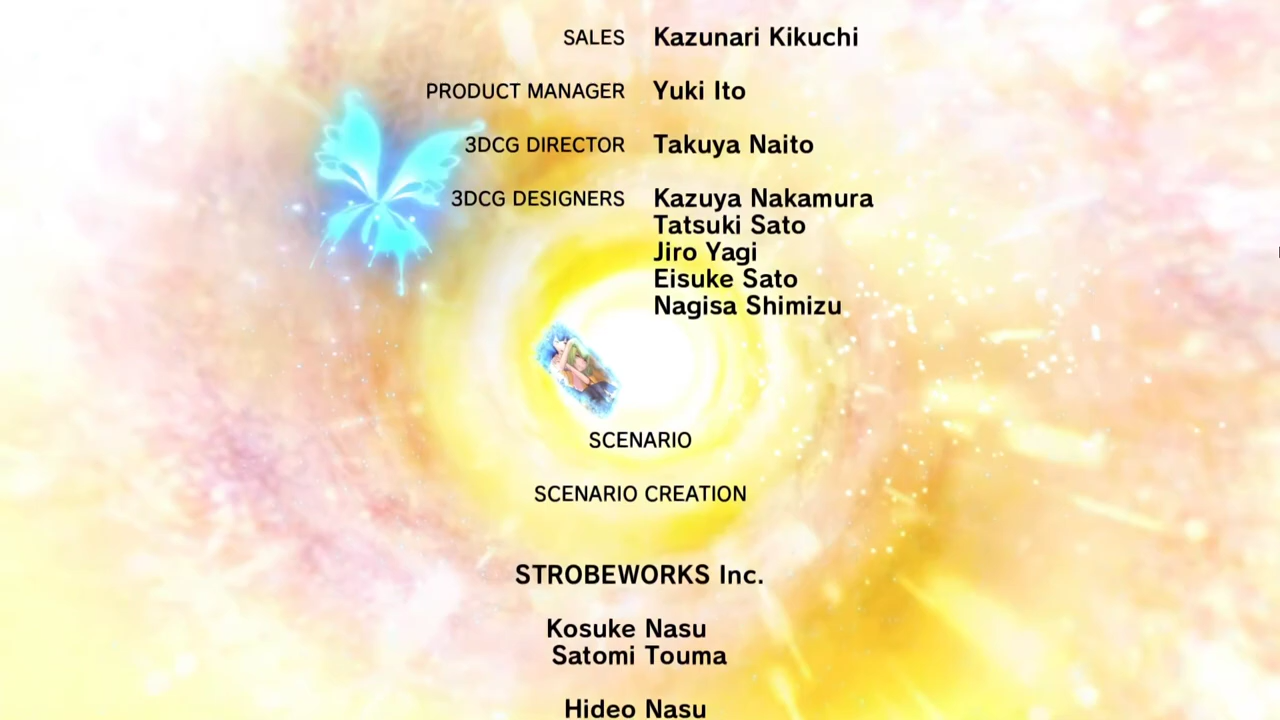 SALES Kazunari Kikuchi
PRODUCT MANAGER Yuki Ito
3DCG DIRECTOR Takuya Naito
3DCG DESIGNERS Kazuya Nakamura
Tatsuki Sato
Jiro Yagi
Eisuke Sato
Nagisa Shimizu
SCENARIO
SCENARIO CREATION
STROBEWORKS Inc.
Kosuke Nasu
Satomi Touma
Hideo Nasu